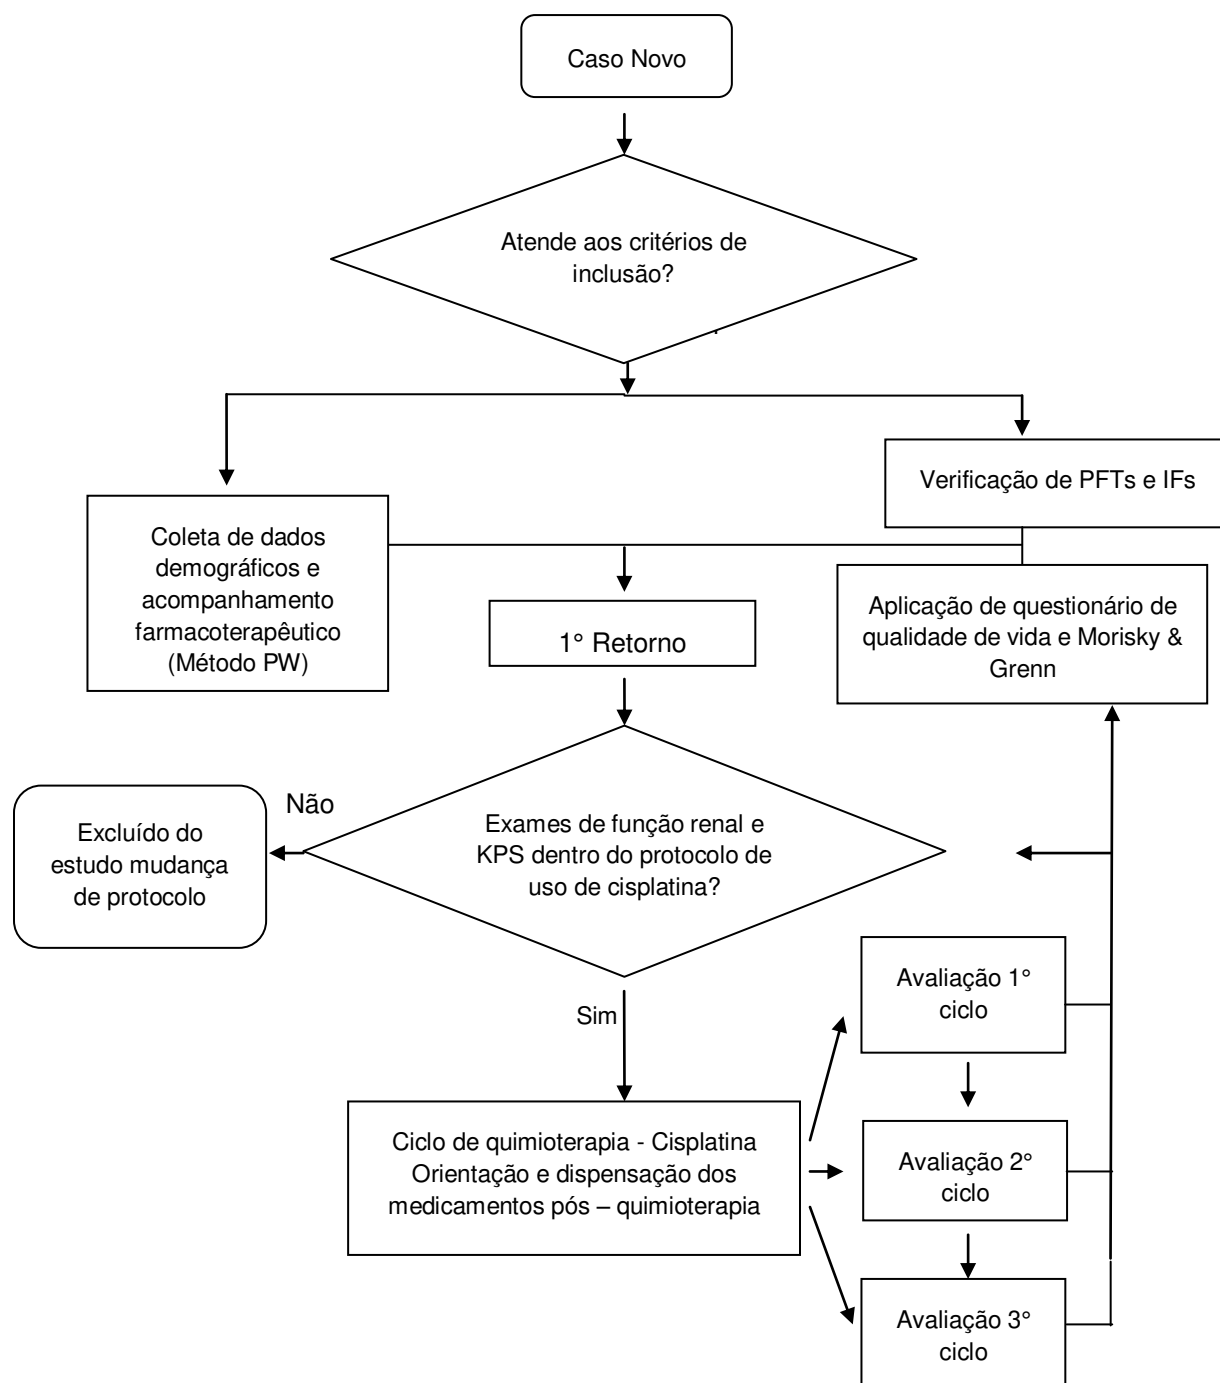 Caso Novo
Atende aos critérios de
inclusão?
Verificação de PFTs e IFs
Coleta de dados
demográficos e
acompanhamento
farmacoterapêutico
(Método PW)
Aplicação de questionário de
qualidade de vida e Morisky &
Grenn
1° Retorno
Não
Excluído do
estudo mudança
de protocolo
Exames de função renal e
KPS dentro do protocolo de
uso de cisplatina?
Sim
Avaliação 1°
ciclo
Ciclo de quimioterapia - Cisplatina
Orientação e dispensação dos
medicamentos pós – quimioterapia
Avaliação 2°
ciclo
Avaliação 3°
ciclo